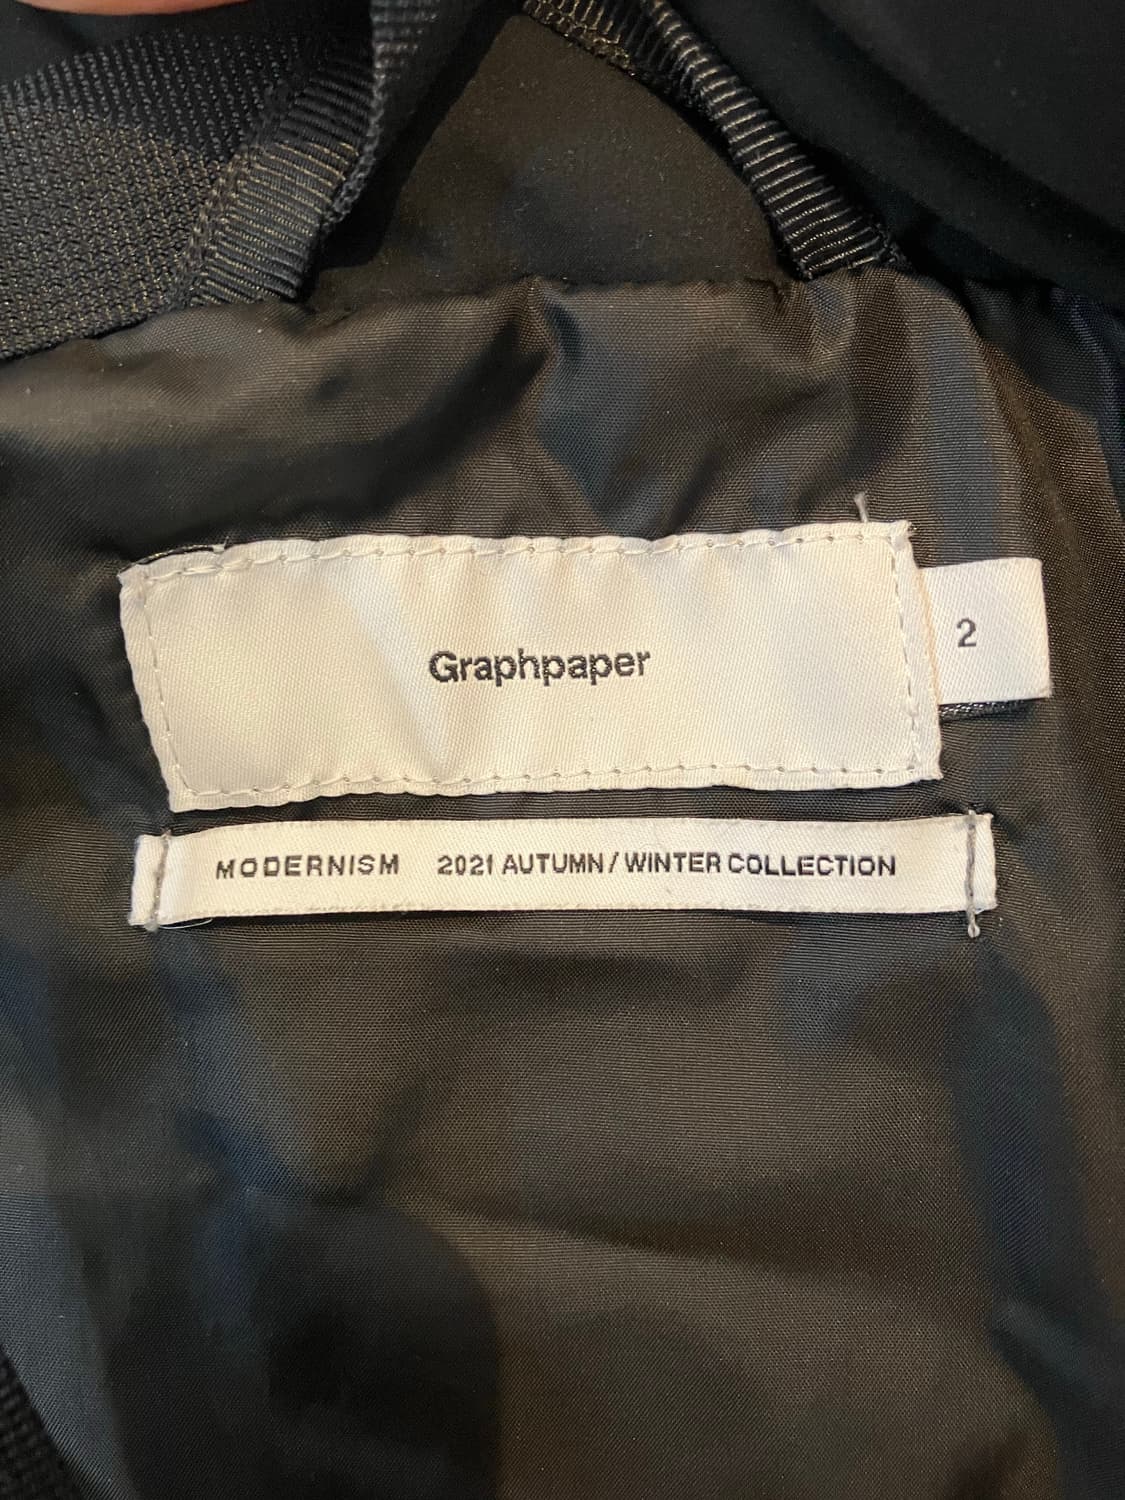 Graphpaper
2
MODERNISM 2021 AUTUMN / WINTER COLLECTION